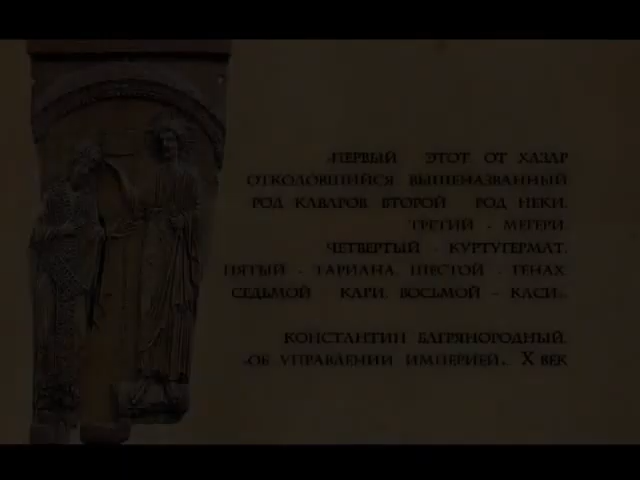 «ПЕРВЫЙ ЭТОТ ОТ ХАЗАР
ОТКОЛОВШИЙСЯ ВЫШЕНАЗВАННЫЙ
РОД КАВАРОВ ВТОРОЙ РОД НЕКИ,
ТРЕТИЙ - МЕГЕРИ,
ЧЕТВЕРТЫЙ - КУРТУГЕРМАТ,
ПЯТЫЙ - ТАРИАНА, ШЕСТОЙ - ГЕНАХ,
СЕДЬМОЙ - КАРИ, ВОСЬМОЙ - КАСИ».
КОНСТАНТИН БАГРЯНОРОДНЫЙ,
«ОБ УПРАВЛЕНИИ ИМПЕРИЕЙ», X ВЕК